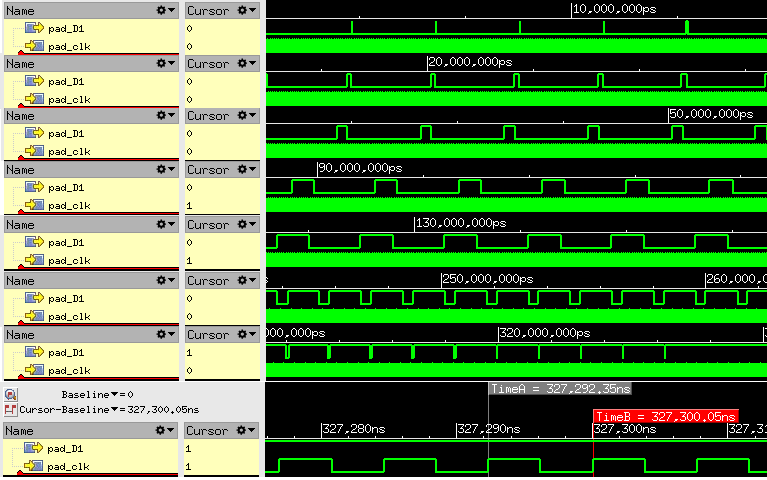 Name Cursor 10,000,000ps
pad_D1 0
pad_clk 0
Name Cursor 20,000,000ps
pad_D1 0
pad_clk 0
Name Cursor 50,000,000ps
pad_D1 0
pad_clk 0
Name Cursor 90,000,000ps
pad_D1 0
pad_clk 1
Name Cursor 130,000,000ps
pad_D1 0
pad_clk 1
Name Cursor 250,000,000ps 260,000,0
pad_D1 0
pad_clk 0
Name Cursor 00,000ps 320,000,000ps
pad_D1 1
pad_clk 0
TimeA = 327,292.35ns
Baseline=0
Cursor-Baseline=327,300.05ns
TimeB = 327,300.05ns
Name Cursor 327,280ns 327,290ns 327,300ns 327,31
pad_D1 1
pad_clk 1